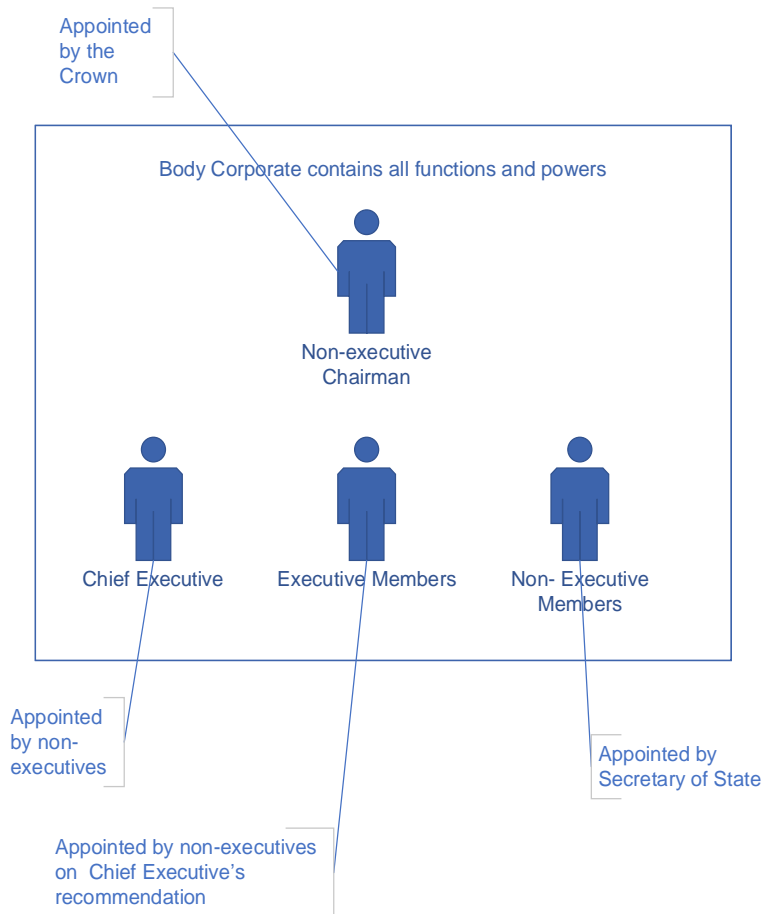 Appointed
by the
Crown
Body Corporate contains all functions and powers
Non-executive
Chairman
Chief Executive
Executive Members
Non- Executive
Members
Appointed
by non-
executives
Appointed by
Secretary of State
Appointed by non-executives
on  Chief Executive’s
recommendation